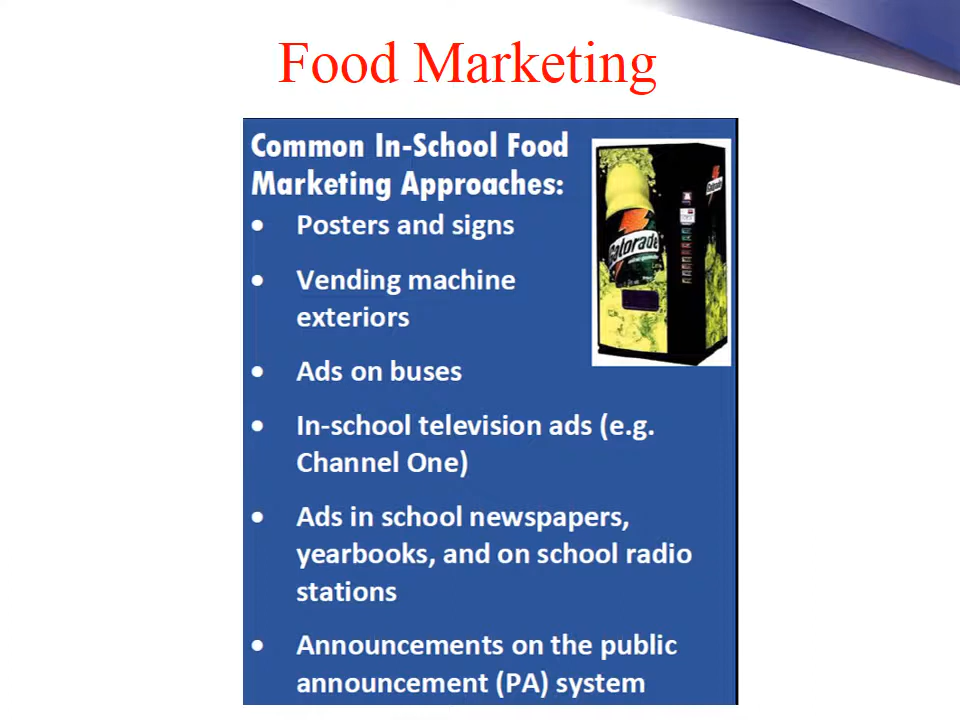 Food Marketing
Common In-School Food
Marketing Approaches:
• Posters and signs
• Vending machine
exteriors
• Ads on buses
• In-school television ads (e.g.
Channel One)
• Ads in school newspapers,
yearbooks, and on school radio
stations
• Announcements on the public
announcement (PA) system